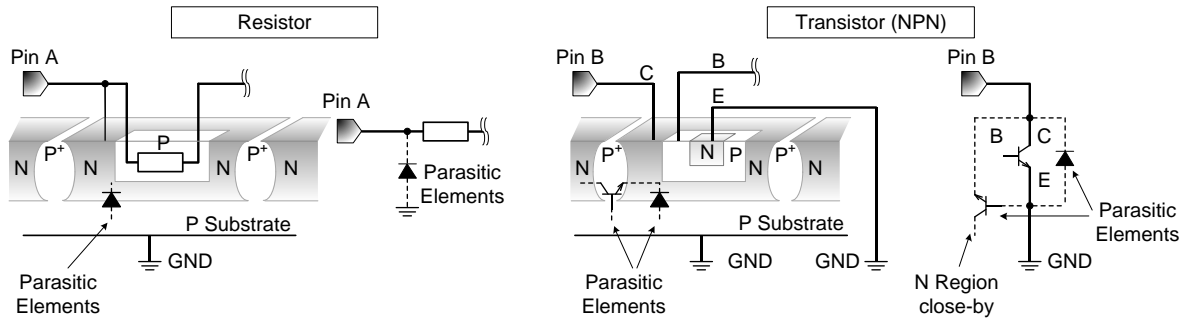 Resistor
Transistor (NPN)
Pin A
Pin A
Pin B
C
B
E
Pin B
N
P+
N
P
P+
N
N
N
P+
N
P
P+
N
N
B
C
E
Parasitic
Elements
P Substrate
GND
Parasitic
Elements
P Substrate
GND
GND
Parasitic
Elements
Parasitic
Elements
GND
N Region
close-by